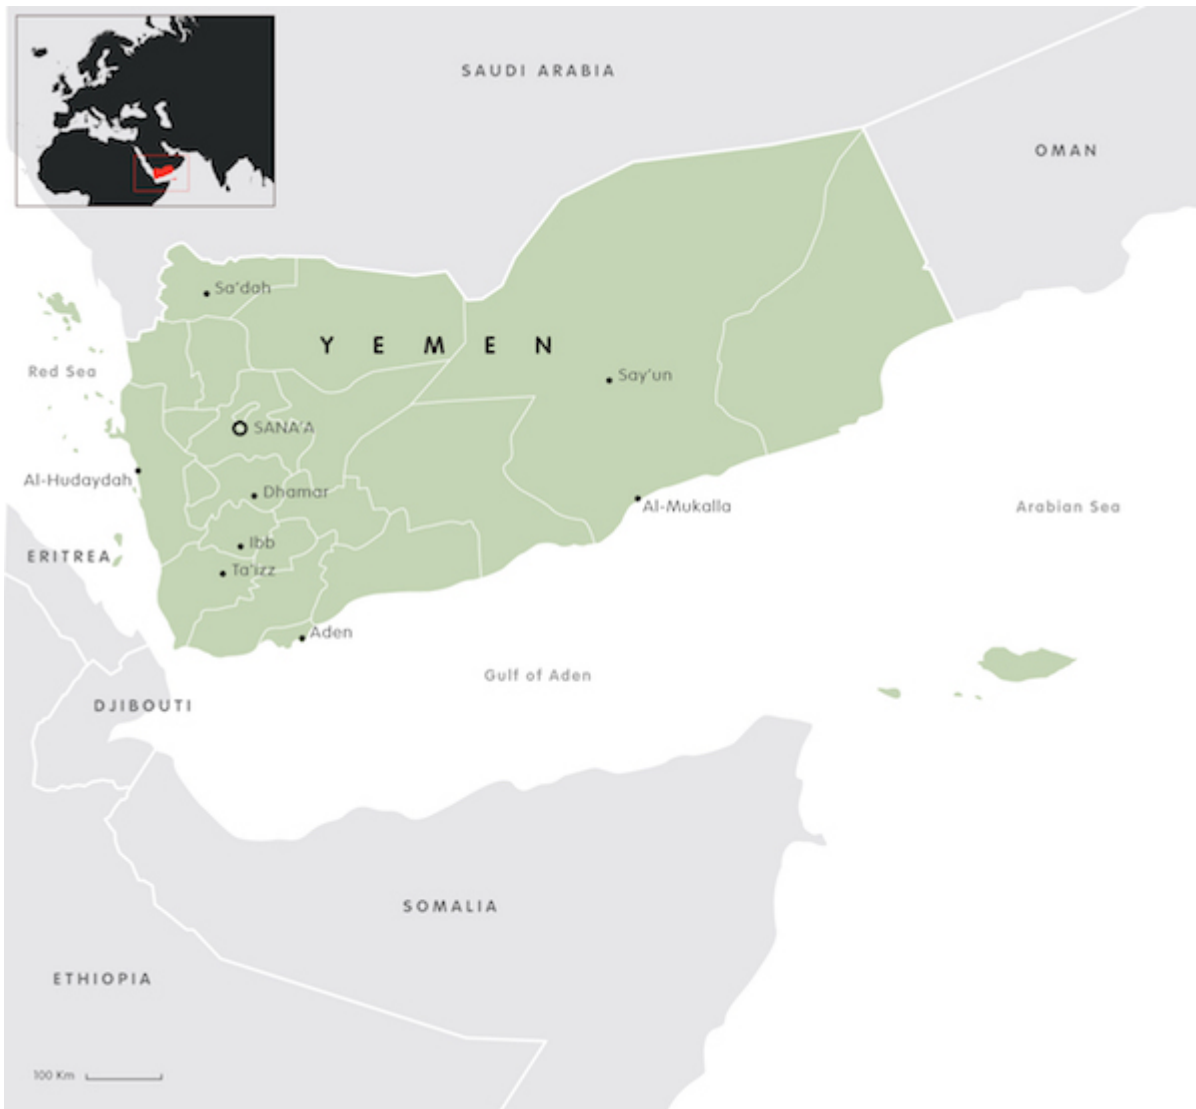 SAUDI ARABIA
OMAN
Sa'dah
YEMEN
Red Sea
Say'un
SANA'A
Al-Hudaydah
Dhamar
Al-Mukalla
Arabian Sea
Ibb
ERITREA
Ta'izz
Aden
Gulf of Aden
DJIBOUTI
SOMALIA
ETHIOPIA
100 Km